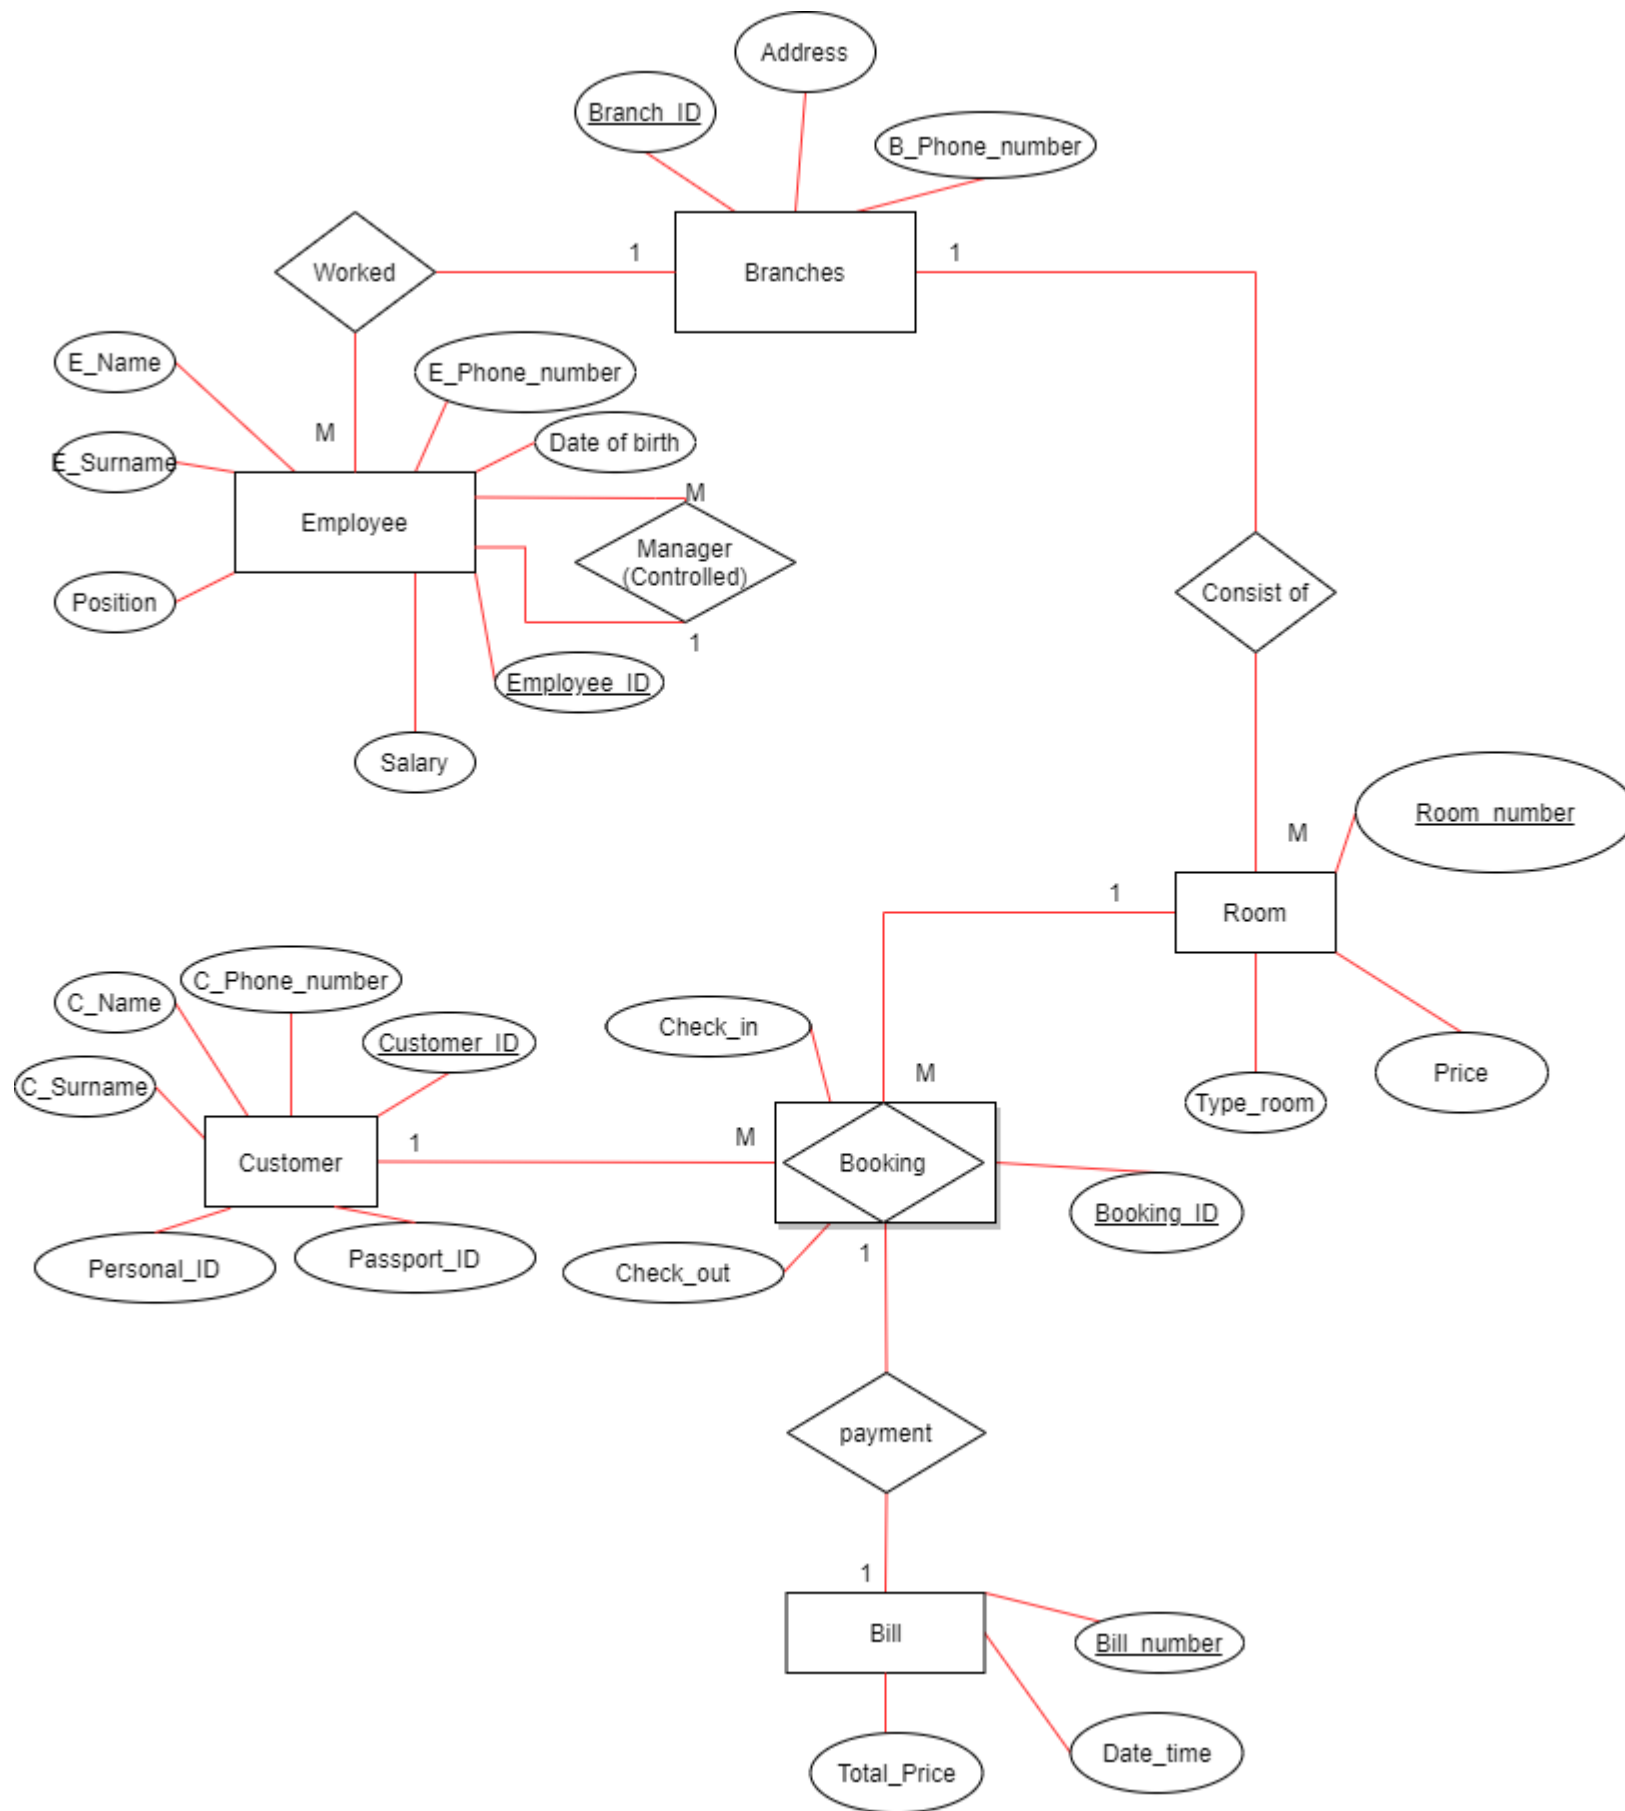 Address
Branch_ID
B_Phone_number
1
1
Worked
Branches
E_Name
E_Phone_number
M
Date of birth
E_Surname
M
Employee
Manager
(Controlled)
Consist of
Position
1
Employee_ID
Salary
Room_number
M
1
Room
C_Phone_number
C_Name
Check_in
Customer_ID
C_Surname
M
Price
Type_room
1
M
Customer
Booking
Booking_ID
Personal_ID
Passport_ID
Check_out
1
payment
1
Bill
Bill_number
Date_time
Total_Price